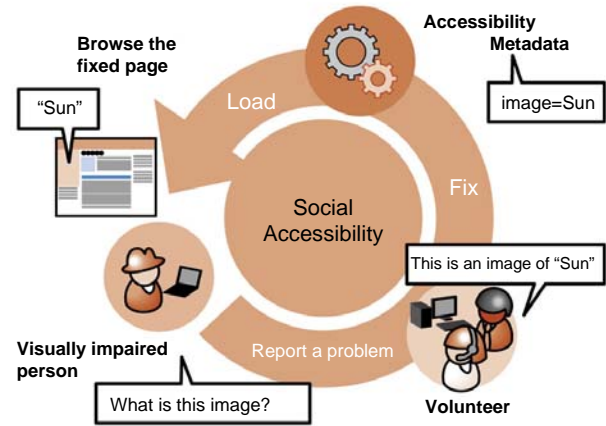 Browse the
fixed page
"Sun"
Accessibility
Metadata
image=Sun
Load
Fix
Social
Accessibility
This is an image of "Sun"
Report a problem
Visually impaired
person
What is this image?
Volunteer